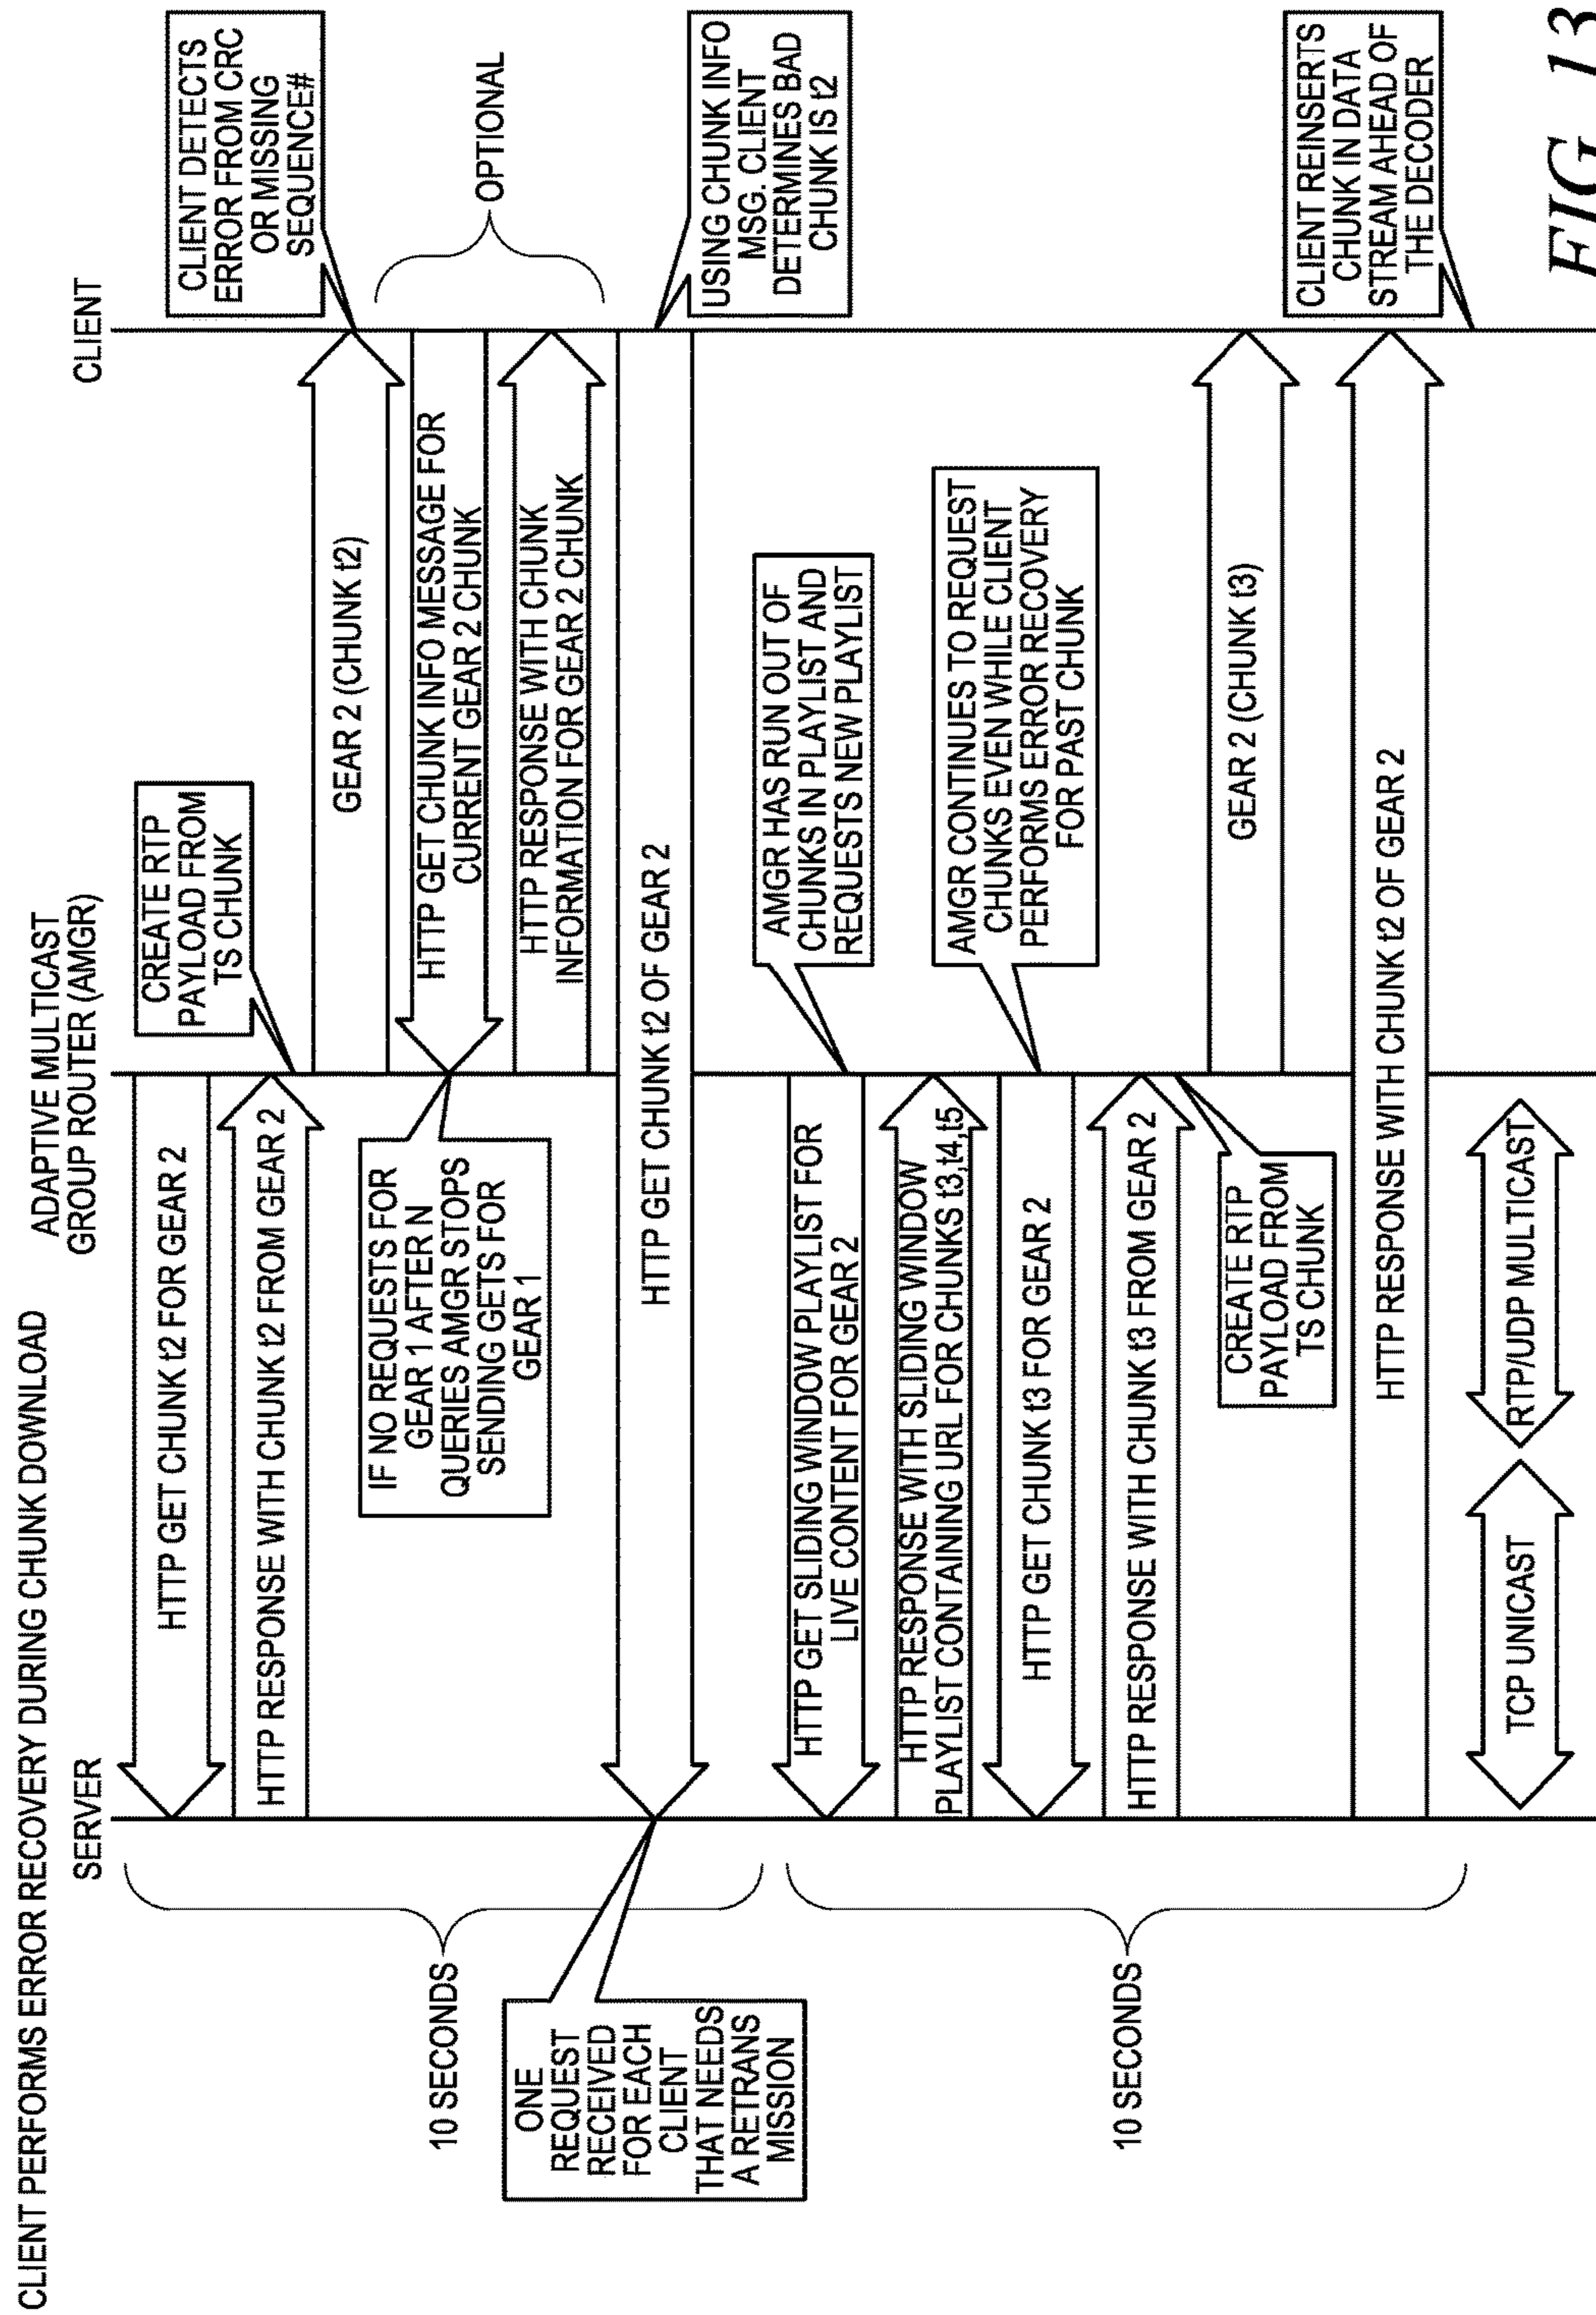 CLIENT PERFORMS ERROR RECOVERY DURING CHUNK DOWNLOAD
SERVER
ADAPTIVE MULTICAST
GROUP ROUTER (AMGR)
CLIENT
10 SECONDS
HTTP GET CHUNK t2 FOR GEAR 2
CREATE RTP
PAYLOAD FROM
TS CHUNK
HTTP RESPONSE WITH CHUNK t2 FROM GEAR 2
GEAR 2 (CHUNK t2)
CLIENT DETECTS
ERROR FROM CRC
OR MISSING
SEQUENCE#
IF NO REQUESTS FOR
GEAR 1 AFTER N
QUERIES AMGR STOPS
SENDING GETS FOR
GEAR 1
HTTP GET CHUNK INFO MESSAGE FOR
CURRENT GEAR 2 CHUNK
OPTIONAL
HTTP RESPONSE WITH CHUNK
INFORMATION FOR GEAR 2 CHUNK
ONE
REQUEST
RECEIVED
FOR EACH
CLIENT
THAT NEEDS
A RETRANS
MISSION
HTTP GET CHUNK t2 OF GEAR 2
USING CHUNK INFO
MSG. CLIENT
DETERMINES BAD
CHUNK IS t2
10 SECONDS
HTTP GET SLIDING WINDOW PLAYLIST FOR
LIVE CONTENT FOR GEAR 2
AMGR HAS RUN OUT OF
CHUNKS IN PLAYLIST AND
REQUESTS NEW PLAYLIST
HTTP RESPONSE WITH SLIDING WINDOW
PLAYLIST CONTAINING URL FOR CHUNKS t3,t4,t5
HTTP GET CHUNK t3 FOR GEAR 2
AMGR CONTINUES TO REQUEST
CHUNKS EVEN WHILE CLIENT
PERFORMS ERROR RECOVERY
FOR PAST CHUNK
HTTP RESPONSE WITH CHUNK t3 FROM GEAR 2
CREATE RTP
PAYLOAD FROM
TS CHUNK
GEAR 2 (CHUNK t3)
HTTP RESPONSE WITH CHUNK t2 OF GEAR 2
CLIENT REINSERTS
CHUNK IN DATA
STREAM AHEAD OF
THE DECODER
TCP UNICAST
RTP/UDP MULTICAST
FIG. 13